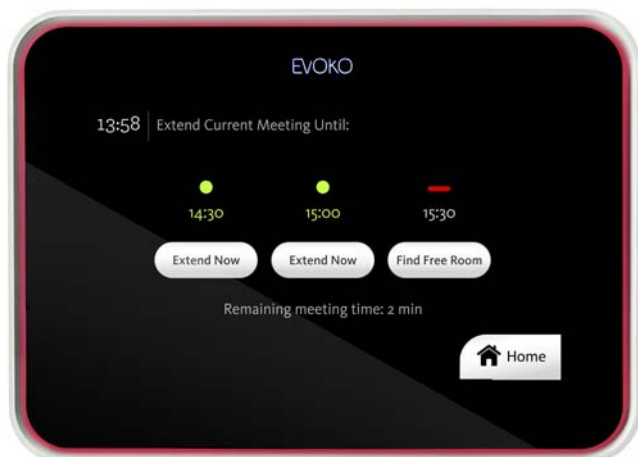 EVOKO
13:58 Extend Current Meeting Until:
14:30 15:00 15:30
Extend Now Extend Now Find Free Room
Remaining meeting time: 2 min
Home